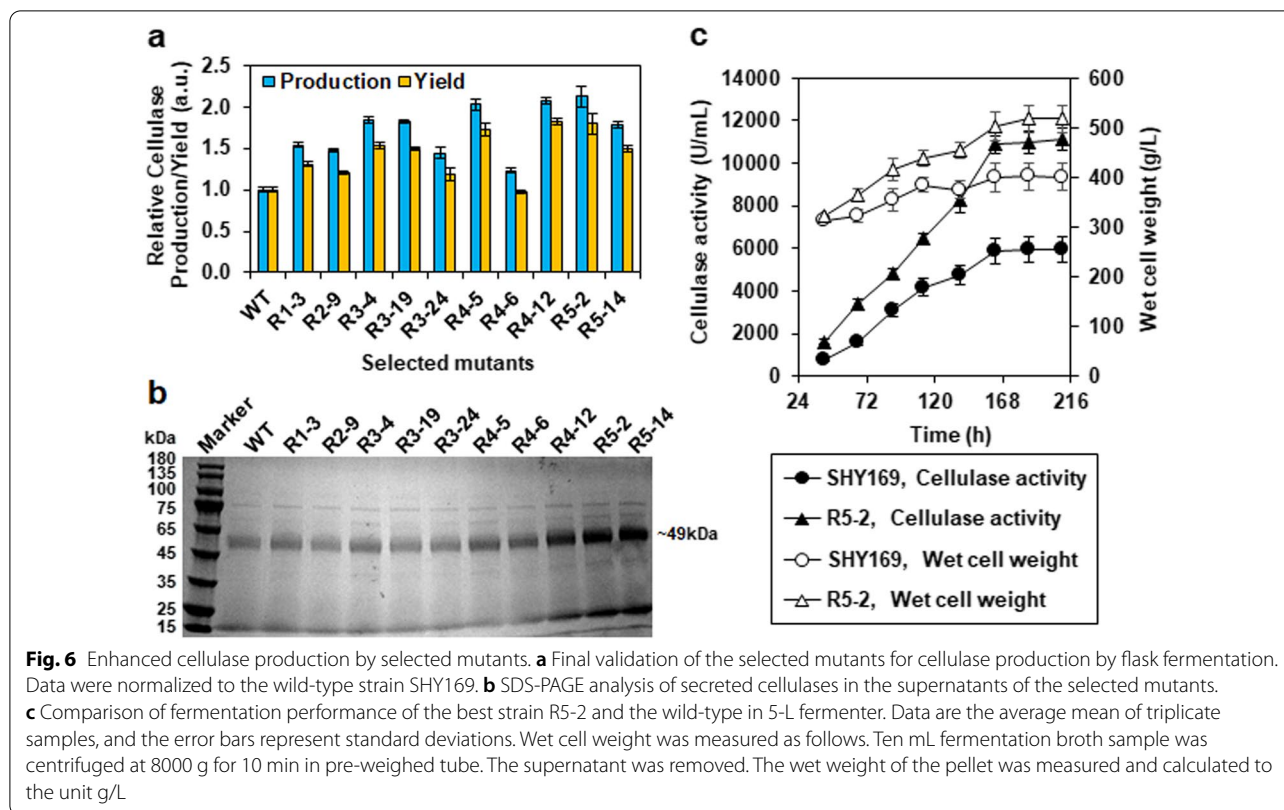 a
Relative Cellulase
Production/Yield (a.u.)
2.5
2.0
1.5
1.0
0.5
0.0
Production Yield
WT R1-3 R2-9 R3-4 R3-19 R3-24 R4-5 R4-6 R4-12 R5-2 R5-14
Selected mutants
b
kDa
Marker WT R1-3 R2-9 R3-4 R3-19 R3-24 R4-5 R4-6 R4-12 R5-2 R5-14
180
135
100
75
65
45
35
25
15
~49kDa
c
Cellulase activity (U/mL)
14000
12000
10000
8000
6000
4000
2000
0
600
500
400
300
200
100
0
Wet cell weight (g/L)
24 72 120 168 216
Time (h)
SHY169, Cellulase activity
R5-2, Cellulase activity
SHY169, Wet cell weight
R5-2, Wet cell weight
Fig. 6 Enhanced cellulase production by selected mutants. a Final validation of the selected mutants for cellulase production by flask fermentation.
Data were normalized to the wild-type strain SHY169. b SDS-PAGE analysis of secreted cellulases in the supernatants of the selected mutants.
c Comparison of fermentation performance of the best strain R5-2 and the wild-type in 5-L fermenter. Data are the average mean of triplicate
samples, and the error bars represent standard deviations. Wet cell weight was measured as follows. Ten mL fermentation broth sample was
centrifuged at 8000 g for 10 min in pre-weighed tube. The supernatant was removed. The wet weight of the pellet was measured and calculated to
the unit g/L